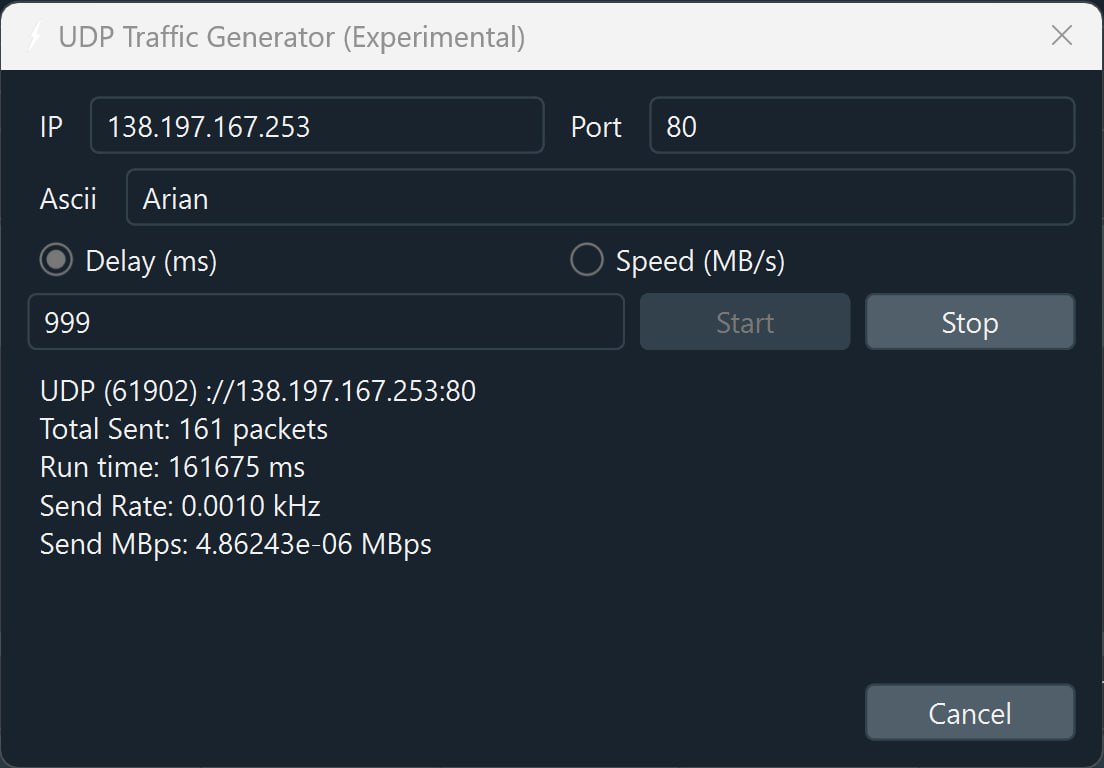 UDP Traffic Generator (Experimental)
IP 138.197.167.253 Port 80
Ascii Arian
Delay (ms) Speed (MB/s)
999 Start Stop
UDP (61902) ://138.197.167.253:80
Total Sent: 161 packets
Run time: 161675 ms
Send Rate: 0.0010 kHz
Send MBps: 4.86243e-06 MBps
Cancel